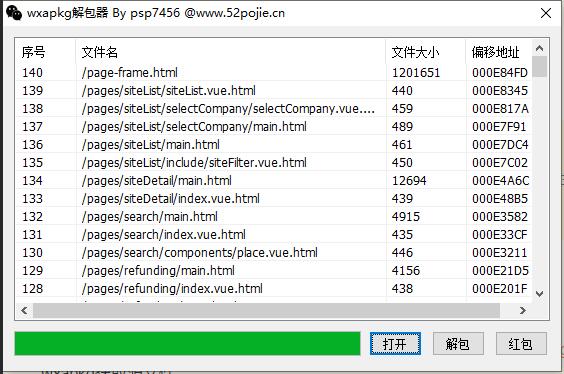 wxapkg解包器 By psp7456 @www.52pojie.cn
序号 文件名 文件大小 偏移地址
140 /page-frame.html 1201651 000E84FD
139 /pages/siteList/siteList.vue.html 440 000E8345
138 /pages/siteList/selectCompany/selectCompany.vue.... 459 000E817A
137 /pages/siteList/selectCompany/main.html 489 000E7F91
136 /pages/siteList/main.html 461 000E7DC4
135 /pages/siteList/include/siteFilter.vue.html 450 000E7C02
134 /pages/siteDetail/main.html 12694 000E4A6C
133 /pages/siteDetail/index.vue.html 439 000E48B5
132 /pages/search/main.html 4915 000E3582
131 /pages/search/index.vue.html 435 000E33CF
130 /pages/search/components/place.vue.html 446 000E3211
129 /pages/refunding/main.html 4156 000E21D5
128 /pages/refunding/index.vue.html 438 000E201F
打开 解包 红包